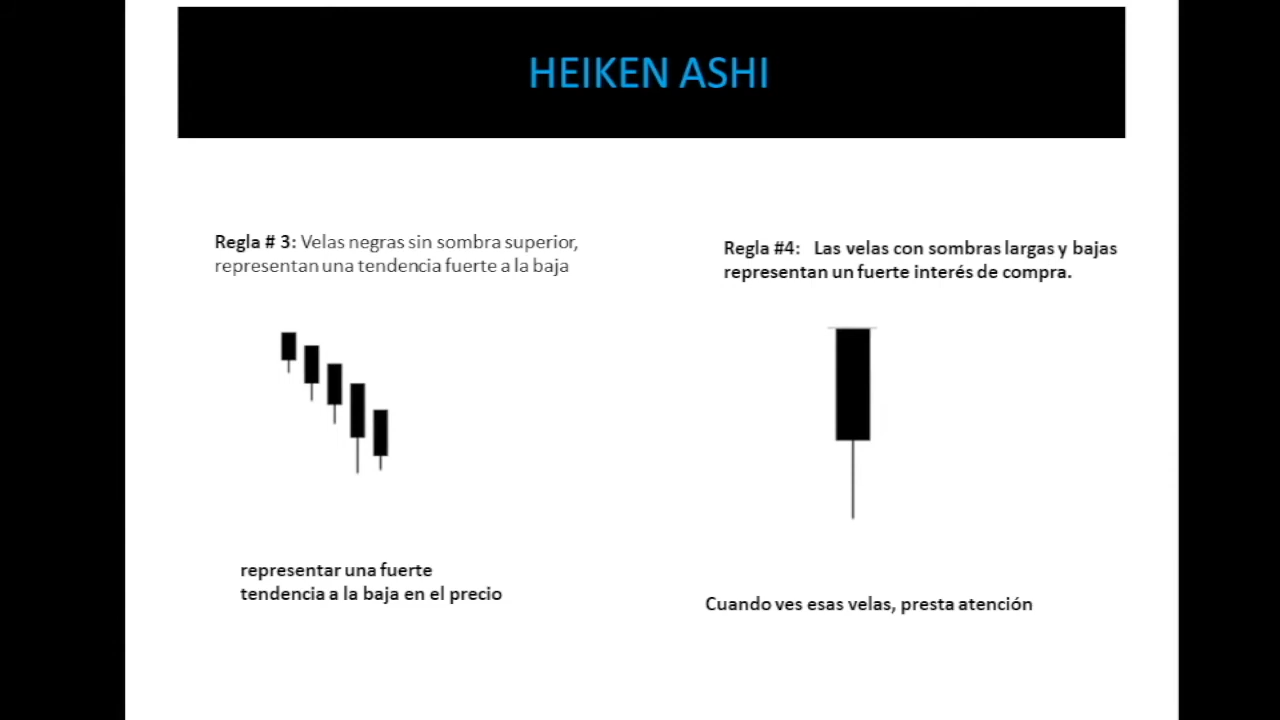 HEIKEN ASHI
Regla # 3: Velas negras sin sombra superior,
representan una tendencia fuerte a la baja
Regla #4: Las velas con sombras largas y bajas
representan un fuerte interés de compra.
representar una fuerte
tendencia a la baja en el precio
Cuando ves esas velas, presta atención